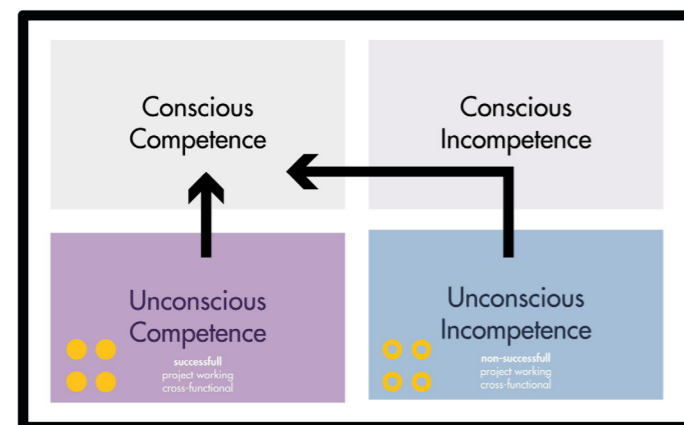 Conscious
Competence
Conscious
Incompetence
Unconscious
Competence
successfull
project working
cross-functional
Unconscious
Incompetence
non-successfull
project working
cross-functional